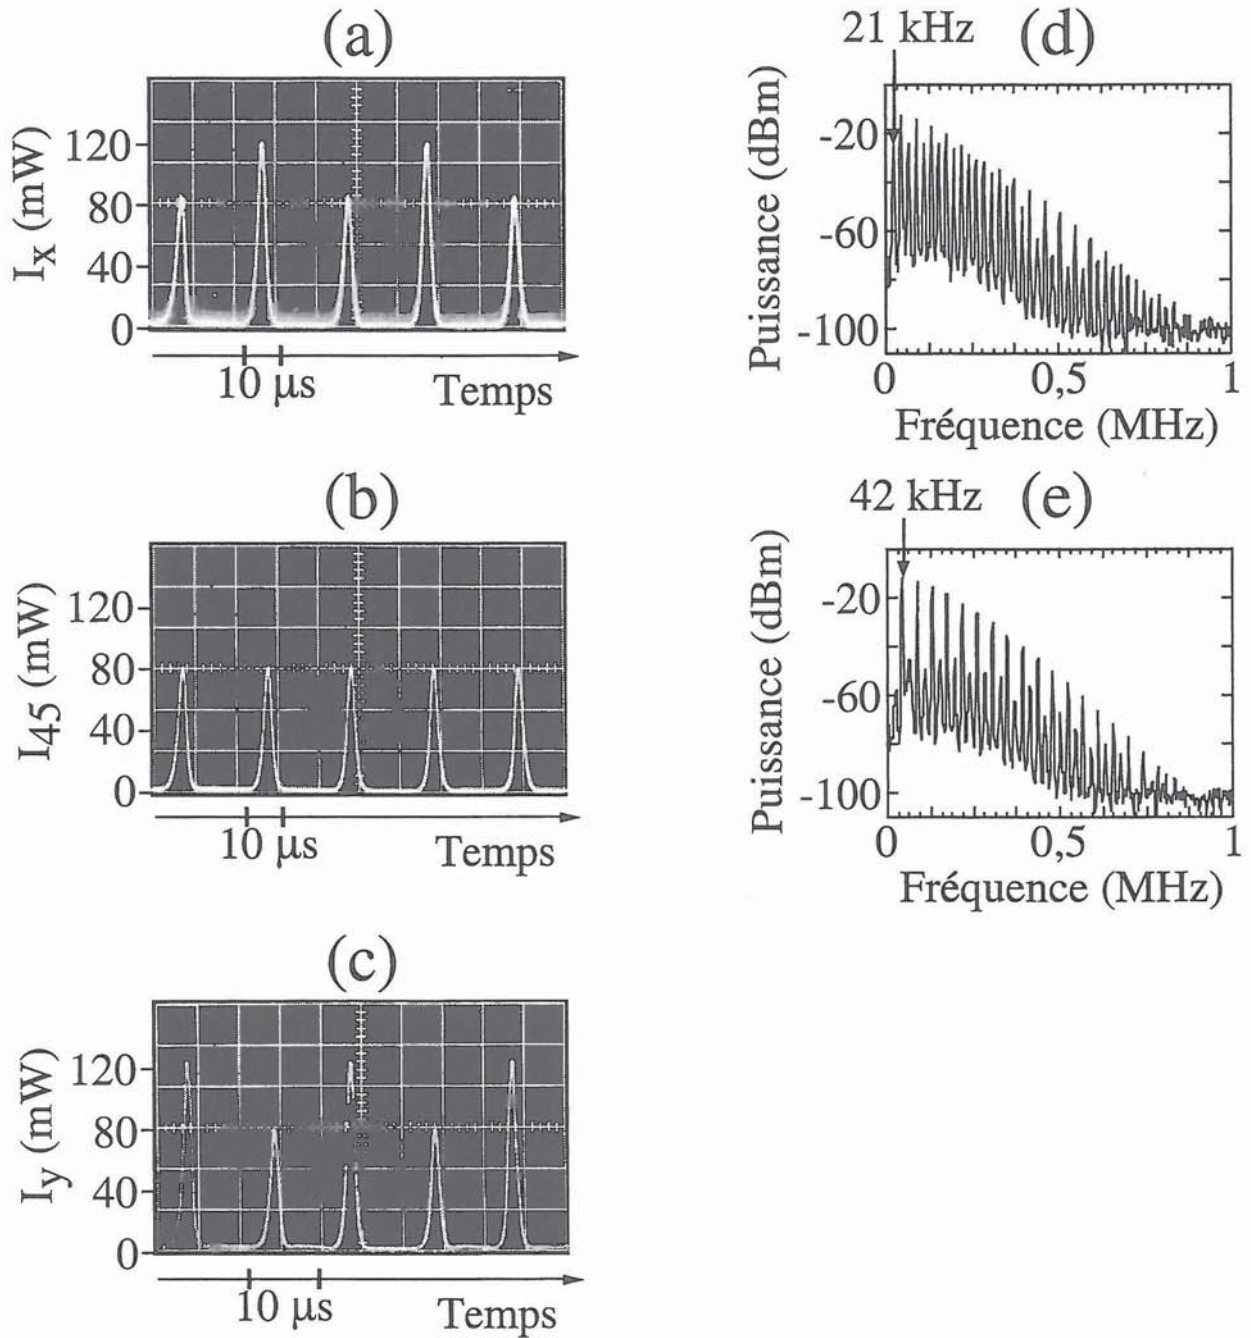 (a)
I_x (mW)
120
80
40
0
10 μs
Temps
21 kHz
(d)
Puissance (dBm)
-20
-60
-100
0
0,5
1
Fréquence (MHz)
(b)
I_45 (mW)
120
80
40
0
10 μs
Temps
42 kHz
(e)
Puissance (dBm)
-20
-60
-100
0
0,5
1
Fréquence (MHz)
(c)
I_y (mW)
120
80
40
0
10 μs
Temps